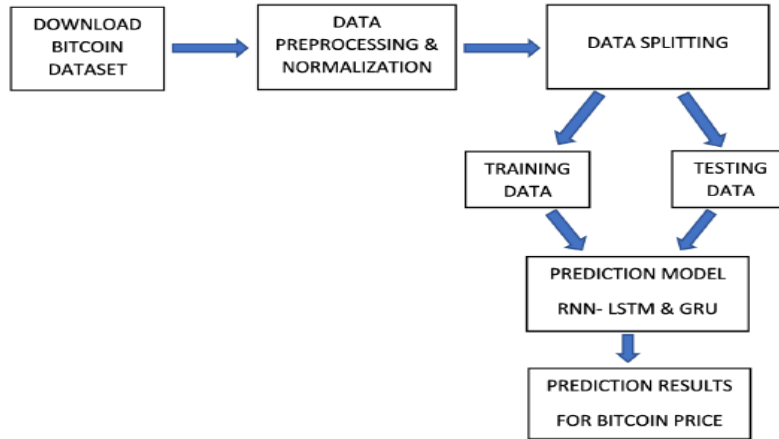 DOWNLOAD
BITCOIN
DATASET
DATA
PREPROCESSING &
NORMALIZATION
DATA SPLITTING
TRAINING
DATA
TESTING
DATA
PREDICTION MODEL
RNN- LSTM & GRU
PREDICTION RESULTS
FOR BITCOIN PRICE